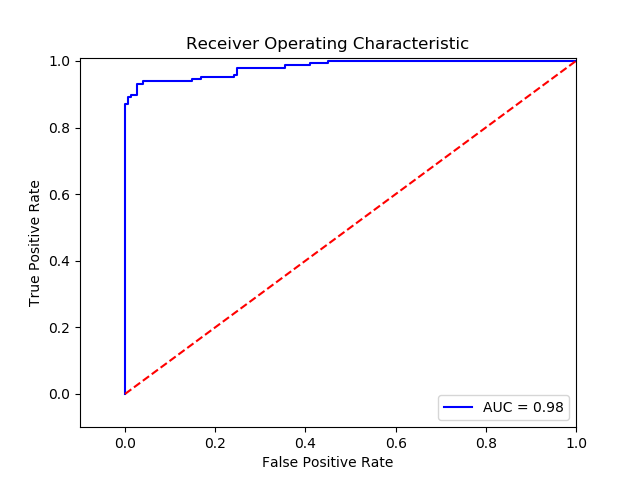 Receiver Operating Characteristic
1.0
0.8
0.6
0.4
0.2
0.0
True Positive Rate
AUC = 0.98
0.0 0.2 0.4 0.6 0.8 1.0
False Positive Rate